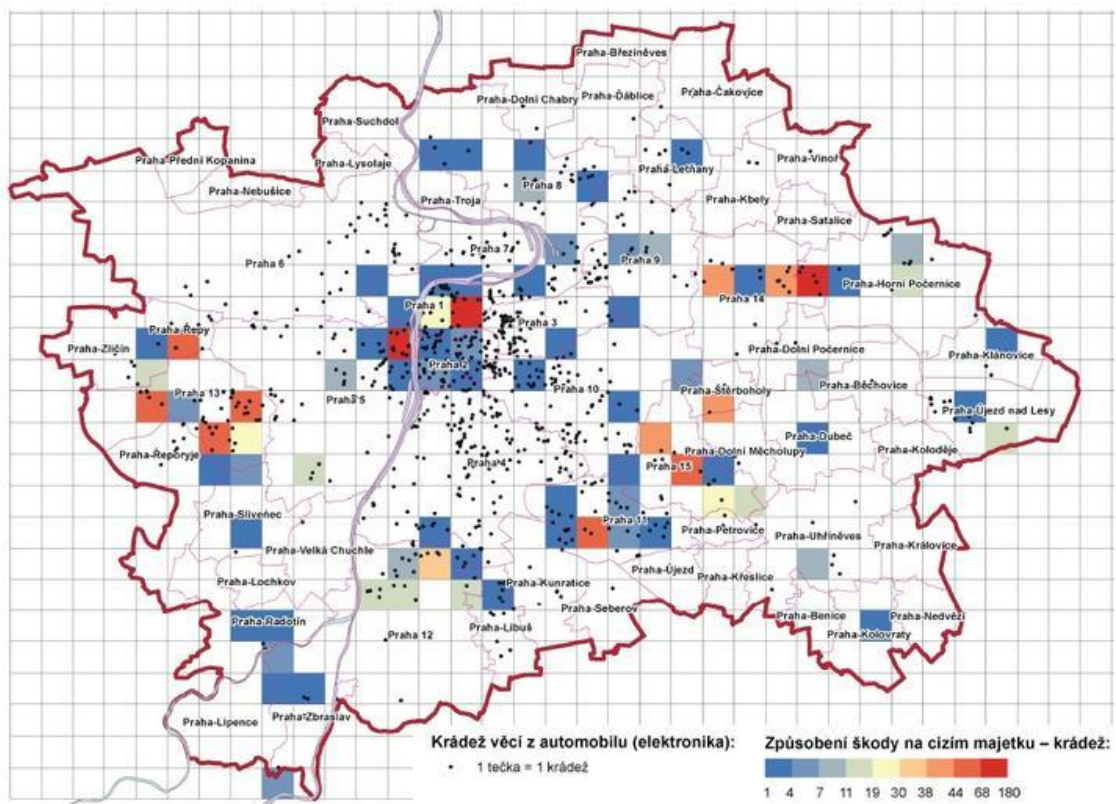 Praha-Březiněves
Praha-Dolní Chabry
Praha-Ďáblice
Praha-Čakovice
Praha-Suchdol
Praha-Přední Kopanina
Praha-Lysolaje
Praha-Vinoř
Praha-Letňany
Praha-Nebušice
Praha 8
Praha-Troja
Praha-Kbely
Praha-Satalice
Praha 7
Praha 6
Praha 9
Praha-Horní Počernice
Praha 14
Praha 1
Praha 3
Praha-Řepy
Praha-Zličín
Praha-Dolní Počernice
Praha-Klánovice
Praha 2
Praha 13
Praha 5
Praha 10
Praha-Štěrboholy
Praha-Běchovice
Praha-Újezd nad Lesy
Praha-Dubeč
Praha-Řeporyje
Praha 4
Praha-Dolní Měcholupy
Praha-Koloděje
Praha 15
Praha-Slivenec
Praha 11
Praha-Petrovice
Praha-Uhříněves
Praha-Královice
Praha-Velká Chuchle
Praha-Lochkov
Praha-Kunratice
Praha-Újezd
Praha-Křeslice
Praha-Šeberov
Praha-Benice
Praha-Nedvězí
Praha-Radotín
Praha 12
Praha-Libuš
Praha-Kolovraty
Praha-Lipence
Praha-Zbraslav
Krádež věcí z automobilu (elektronika):
1 tečka = 1 krádež
Způsobení škody na cizím majetku – krádež:
1 4 7 11 19 30 38 44 68 180